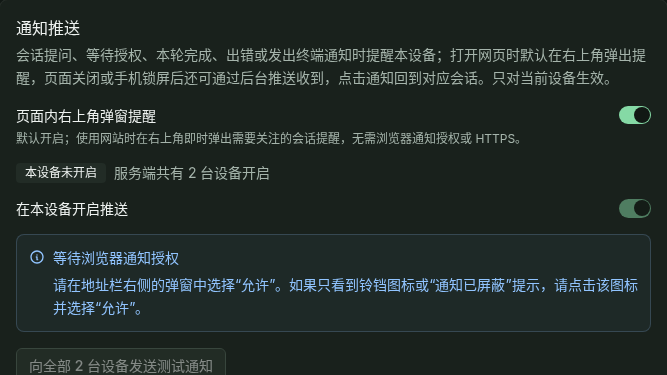 通知推送
会话提问、等待授权、本轮完成、出错或发出终端通知时提醒本设备；打开网页时默认在右上角弹出提
醒，页面关闭或手机锁屏后还可通过后台推送收到，点击通知回到对应会话。只对当前设备生效。
页面内右上角弹窗提醒
默认开启；使用网站时在右上角即时弹出需要关注的会话提醒，无需浏览器通知授权或 HTTPS。
本设备未开启 服务端共有 2 台设备开启
在本设备开启推送
等待浏览器通知授权
请在地址栏右侧的弹窗中选择“允许”。如果只看到铃铛图标或“通知已屏蔽”提示，请点击该图标
并选择“允许”。
向全部 2 台设备发送测试通知